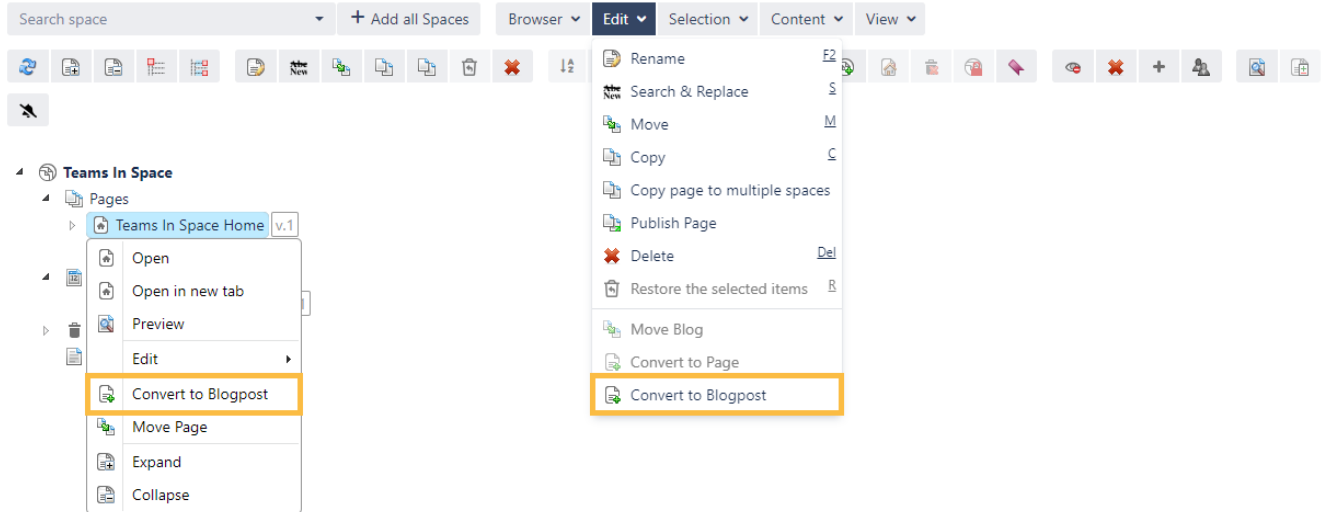 Search space
+ Add all Spaces
Browser
Edit
Selection
Content
View
Abc
New
Teams In Space
Pages
Teams In Space Home
v.1
Open
Open in new tab
Preview
Edit
Convert to Blogpost
Move Page
Expand
Collapse
Rename F2
Search & Replace S
Move M
Copy C
Copy page to multiple spaces
Publish Page
Delete Del
Restore the selected items R
Move Blog
Convert to Page
Convert to Blogpost